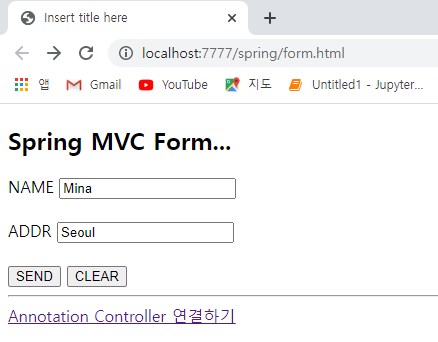 Insert title here
localhost:7777/spring/form.html
앱 Gmail YouTube 지도 Untitled1 - Jupyter...
Spring MVC Form...
NAME Mina
ADDR Seoul
SEND CLEAR
Annotation Controller 연결하기